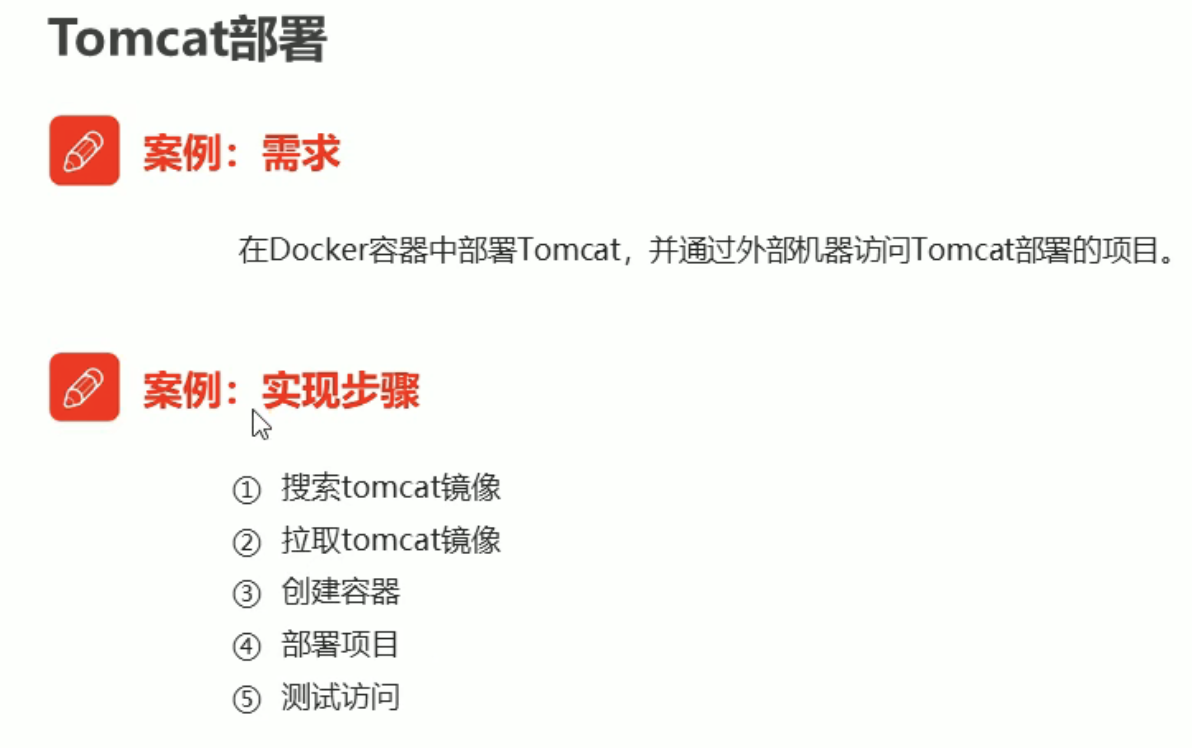 Tomcat部署
案例：需求
在Docker容器中部署Tomcat，并通过外部机器访问Tomcat部署的项目。
案例：实现步骤
① 搜索tomcat镜像
② 拉取tomcat镜像
③ 创建容器
④ 部署项目
⑤ 测试访问